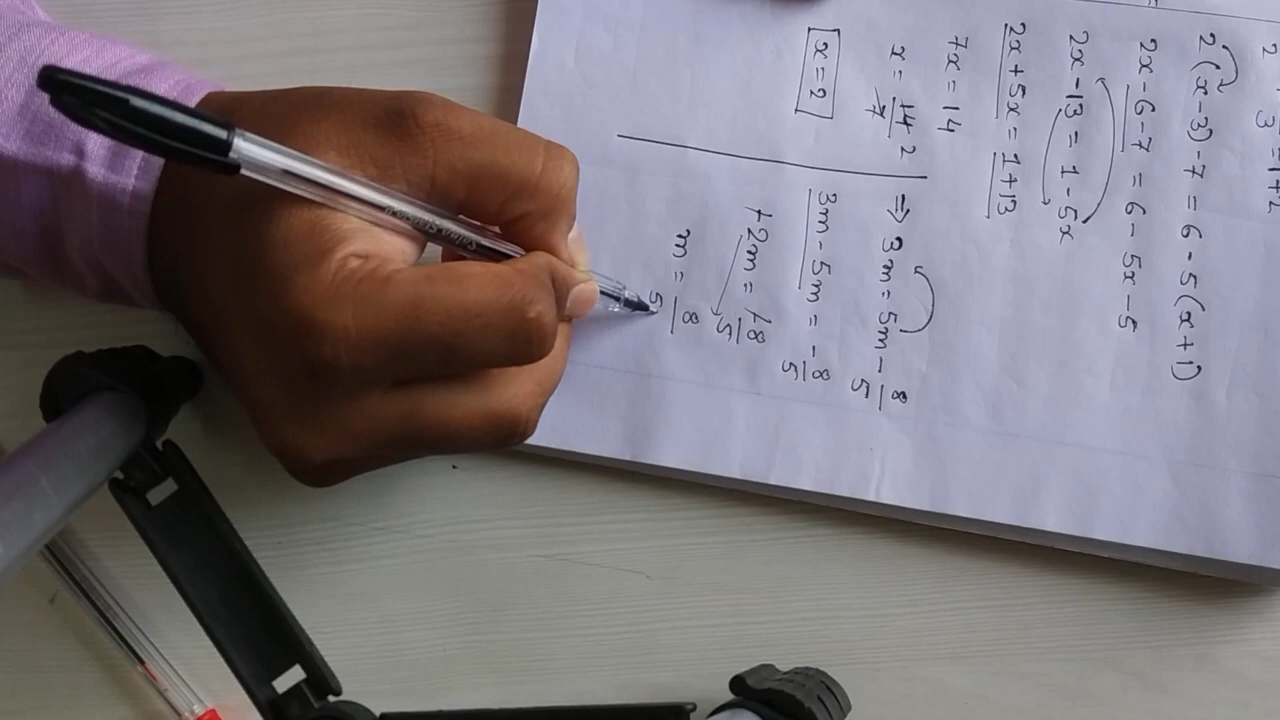 2(x-3)-7 = 6-5(x+1)
2x-6-7 = 6-5x-5
2x-13 = 1-5x
2x+5x = 1+13
7x = 14
x = 14/7 2
x = 2
⇒ 3m = 5m - 8/5
3m-5m = -8/5
+2m = +8/5
m = 8/5